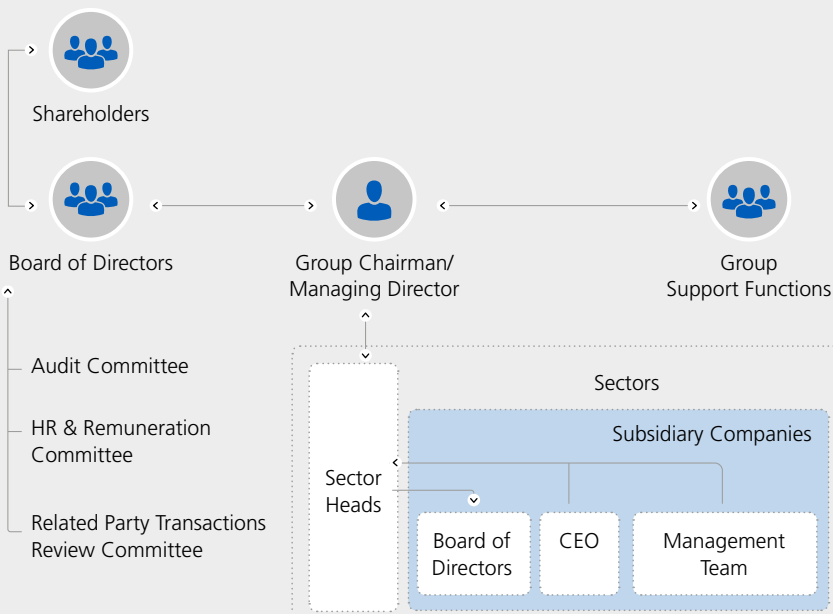 Shareholders
Board of Directors
Group Chairman/
Managing Director
Group
Support Functions
Audit Committee
HR & Remuneration
Committee
Related Party Transactions
Review Committee
Sectors
Subsidiary Companies
Sector
Heads
Board of
Directors
CEO
Management
Team